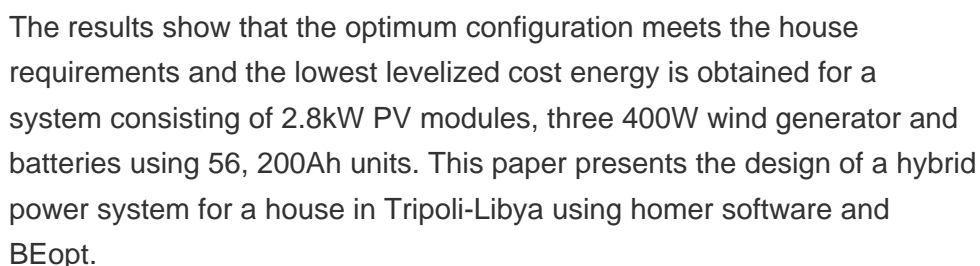 The results show that the optimum configuration meets the house
requirements and the lowest levelized cost energy is obtained for a
system consisting of 2.8kW PV modules, three 400W wind generator and
batteries using 56, 200Ah units. This paper presents the design of a hybrid
power system for a house in Tripoli-Libya using homer software and
BEopt.